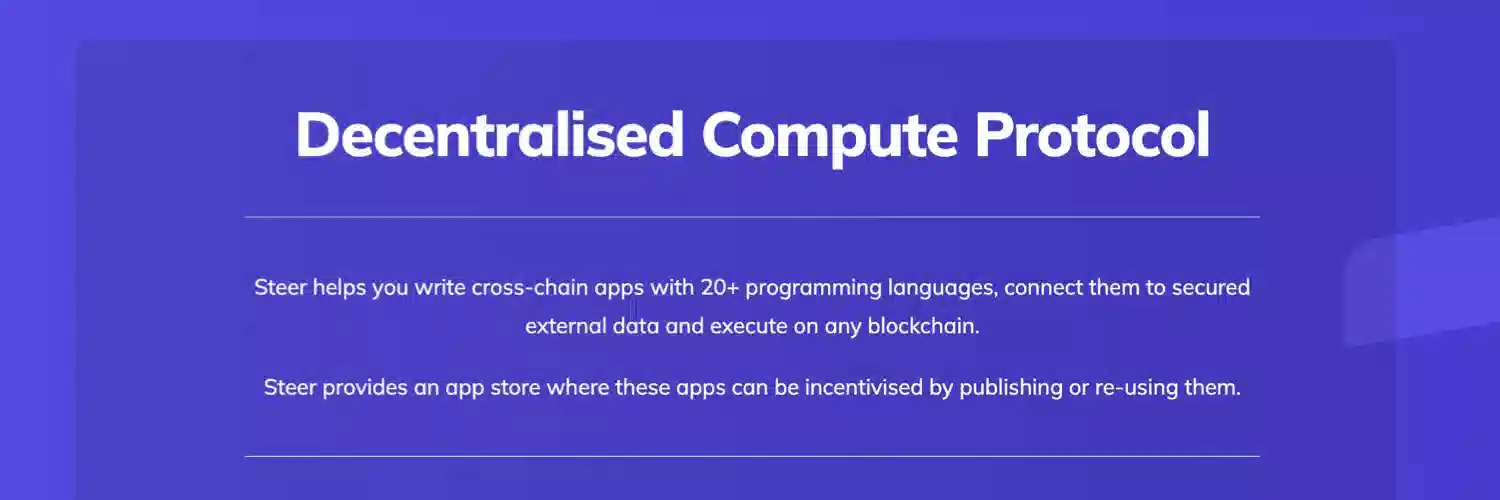 Decentralised Compute Protocol
Steer helps you write cross-chain apps with 20+ programming languages, connect them to secured
external data and execute on any blockchain.
Steer provides an app store where these apps can be incentivised by publishing or re-using them.